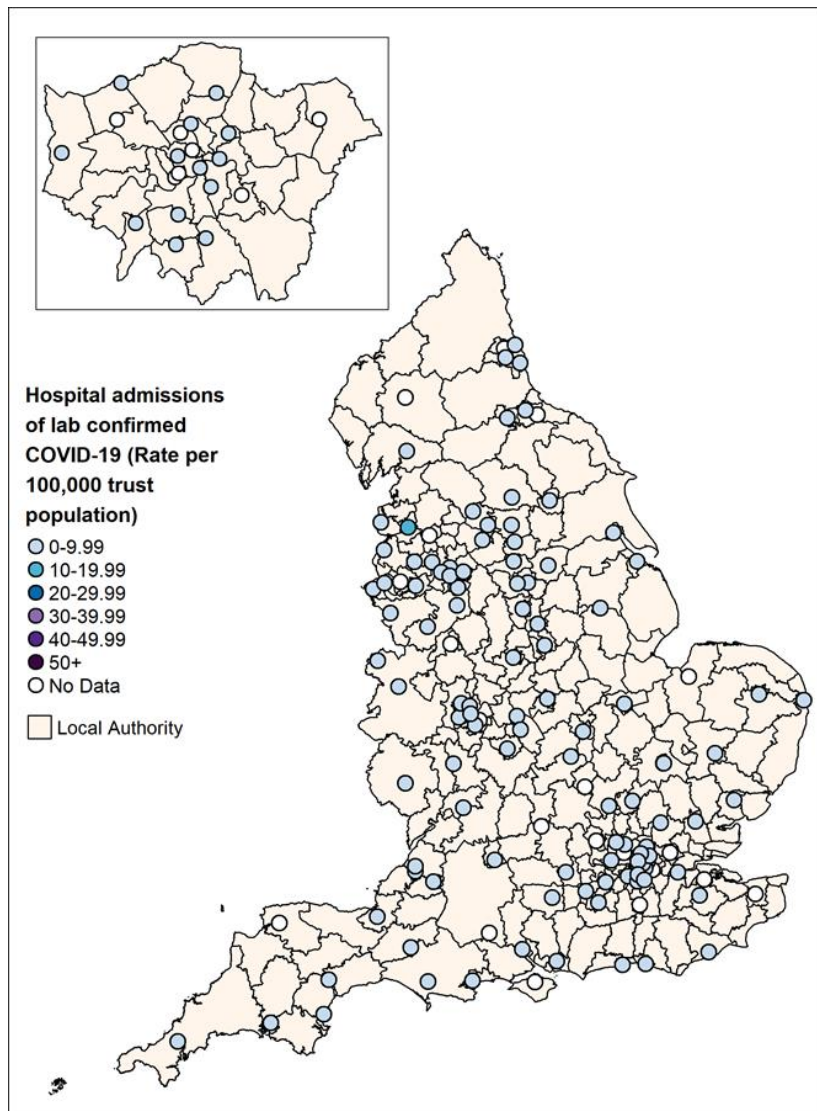 Hospital admissions
of lab confirmed
COVID-19 (Rate per
100,000 trust
population)
0-9.99
10-19.99
20-29.99
30-39.99
40-49.99
50+
No Data
Local Authority